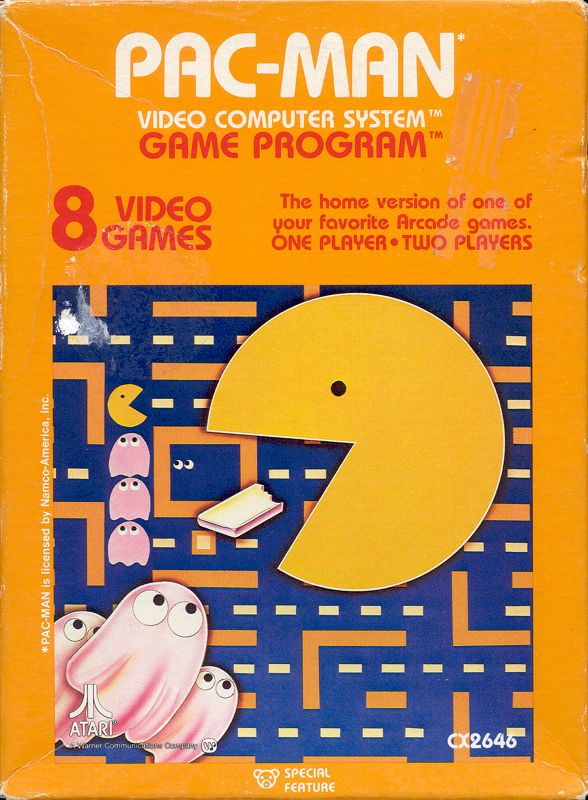 PAC-MAN*
VIDEO COMPUTER SYSTEM™
GAME PROGRAM™
8 VIDEO GAMES
The home version of one of
your favorite Arcade games.
ONE PLAYER • TWO PLAYERS
*PAC-MAN is licensed by Namco-America, Inc.
ATARI®
A Warner Communications Company
CX2646
SPECIAL
FEATURE